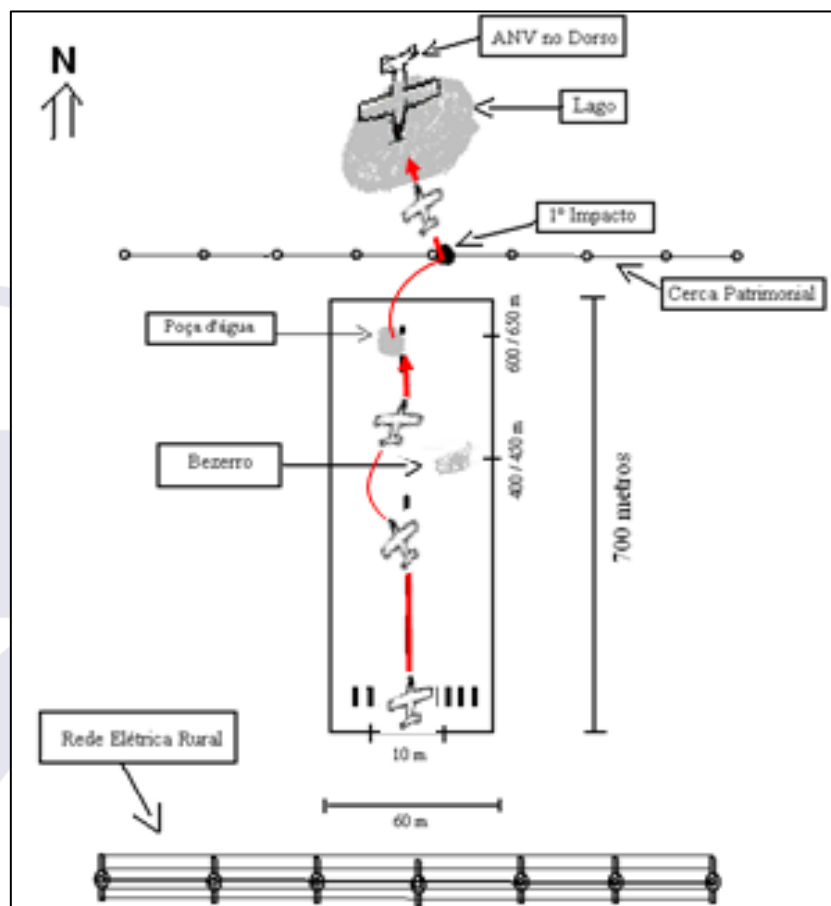 ANV no Dorso
N
Lago
1º Impacto
Cerca Patrimonial
Poça d'água
600 / 650 m
Bezerro
400 / 450 m
700 metros
Rede Elétrica Rural
10 m
60 m